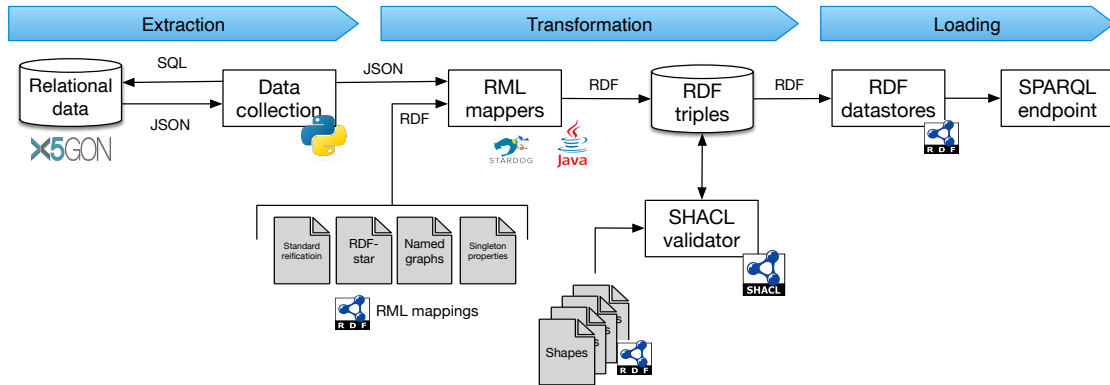 Extraction
Transformation
Loading
Relational
data
SQL
JSON
X5GON
Data
collection
JSON
RDF
RML
mappers
STARDOG
Java
RDF
RDF
triples
RDF
RDF
datastores
RDF
SPARQL
endpoint
SHACL
validator
SHACL
Standard
reificatioin
RDF-
star
Named
graphs
Singleton
properties
RDF
RML mappings
Shapes
s
s
RDF